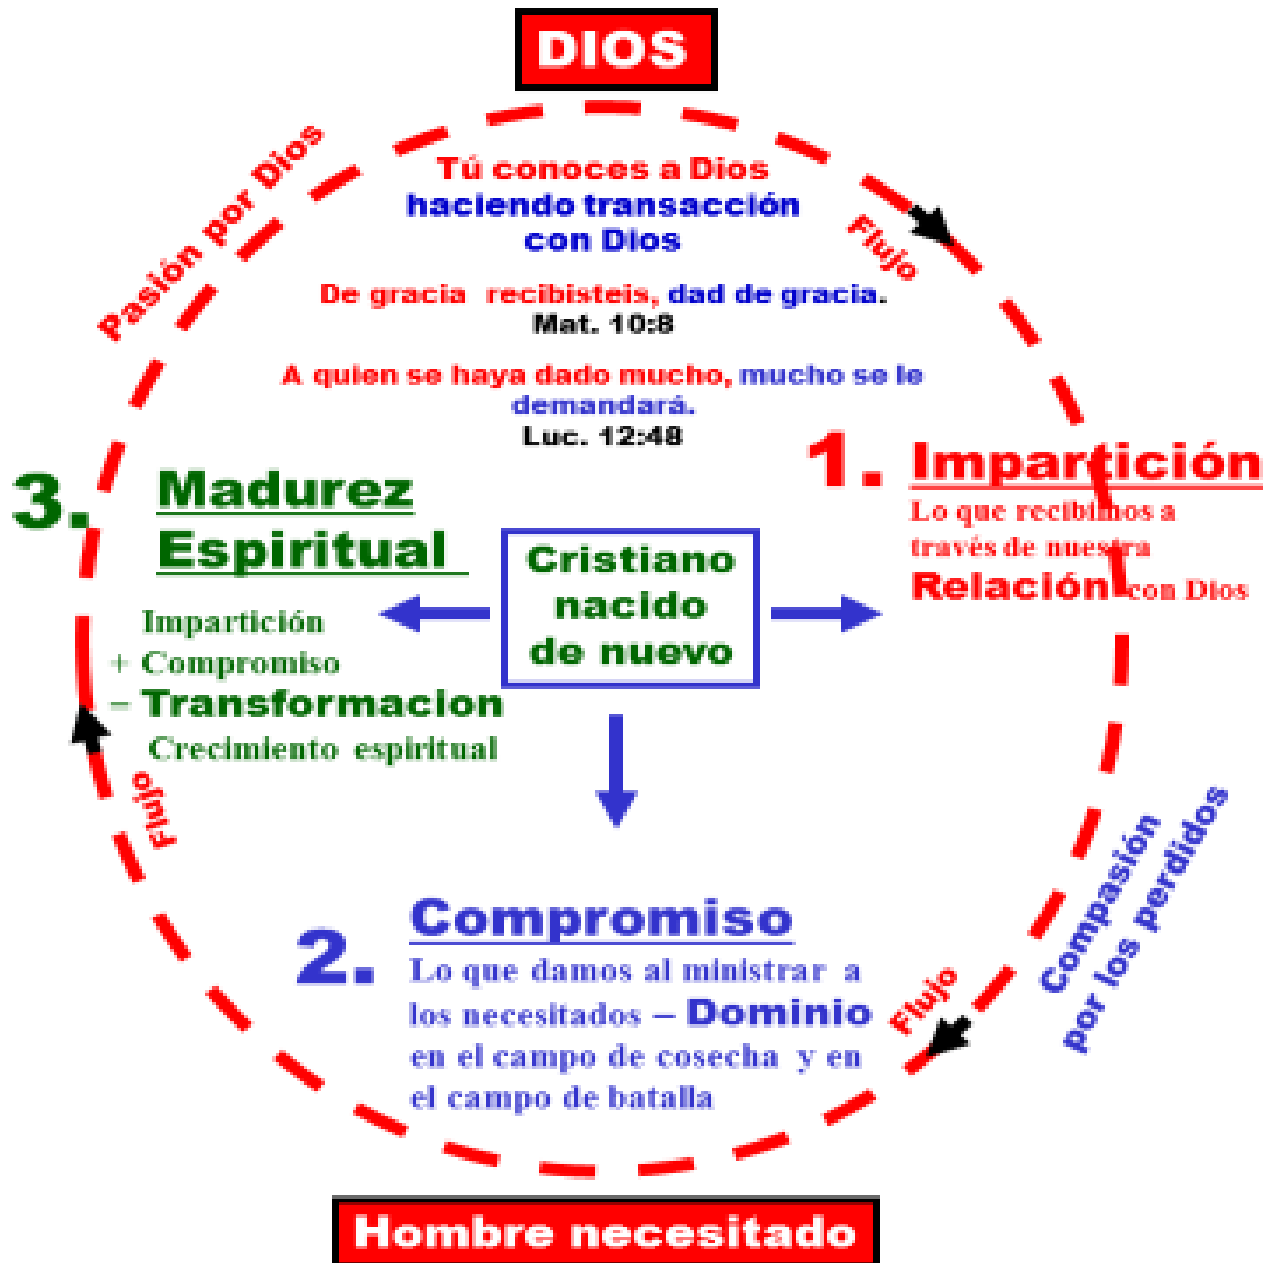 DIOS
Pasión por Dios
Tú conoces a Dios
haciendo transacción
con Dios
Flujo
De gracia recibisteis, dad de gracia.
Mat. 10:8
A quien se haya dado mucho, mucho se le
demandará.
Luc. 12:48
1. Impartición
Lo que recibimos a
través de nuestra
Relación con Dios
3. Madurez
Espiritual
Impartición
+ Compromiso
– Transformacion
Crecimiento espiritual
Cristiano
nacido
de nuevo
Flujo
Compasión
por los perdidos
2. Compromiso
Lo que damos al ministrar a
los necesitados – Dominio
en el campo de cosecha y en
el campo de batalla
Flujo
Hombre necesitado